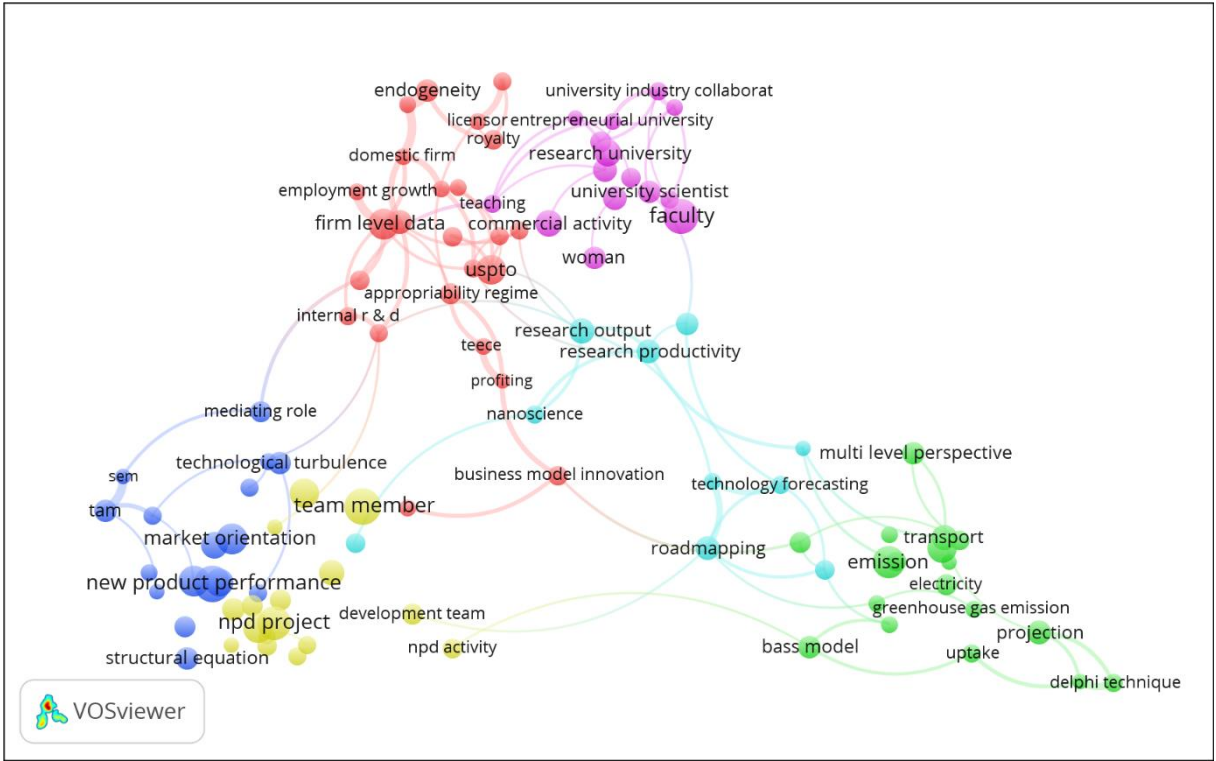 endogeneity
university industry collaborat
licensor
entrepreneurial university
royalty
domestic firm
research university
employment growth
university scientist
teaching
faculty
firm level data
commercial activity
woman
uspto
appropriability regime
internal r & d
research output
teece
research productivity
profiting
mediating role
nanoscience
multi level perspective
technological turbulence
business model innovation
sem
technology forecasting
team member
tam
market orientation
transport
roadmapping
emission
new product performance
electricity
greenhouse gas emission
development team
npd project
projection
npd activity
bass model
uptake
structural equation
delphi technique
VOSviewer